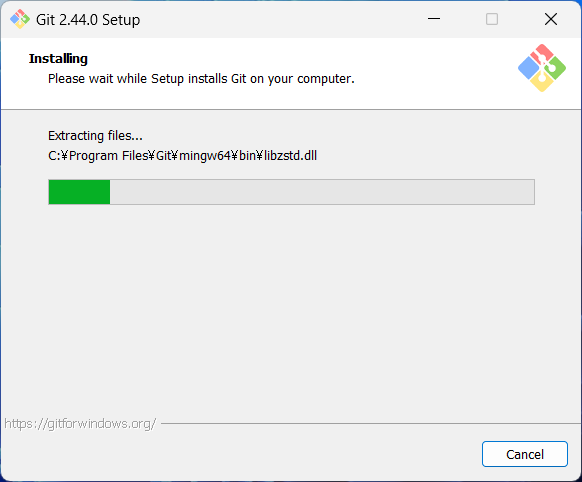 Git 2.44.0 Setup
Installing
Please wait while Setup installs Git on your computer.
Extracting files...
C:¥Program Files¥Git¥mingw64¥bin¥libzstd.dll
https://gitforwindows.org/
Cancel